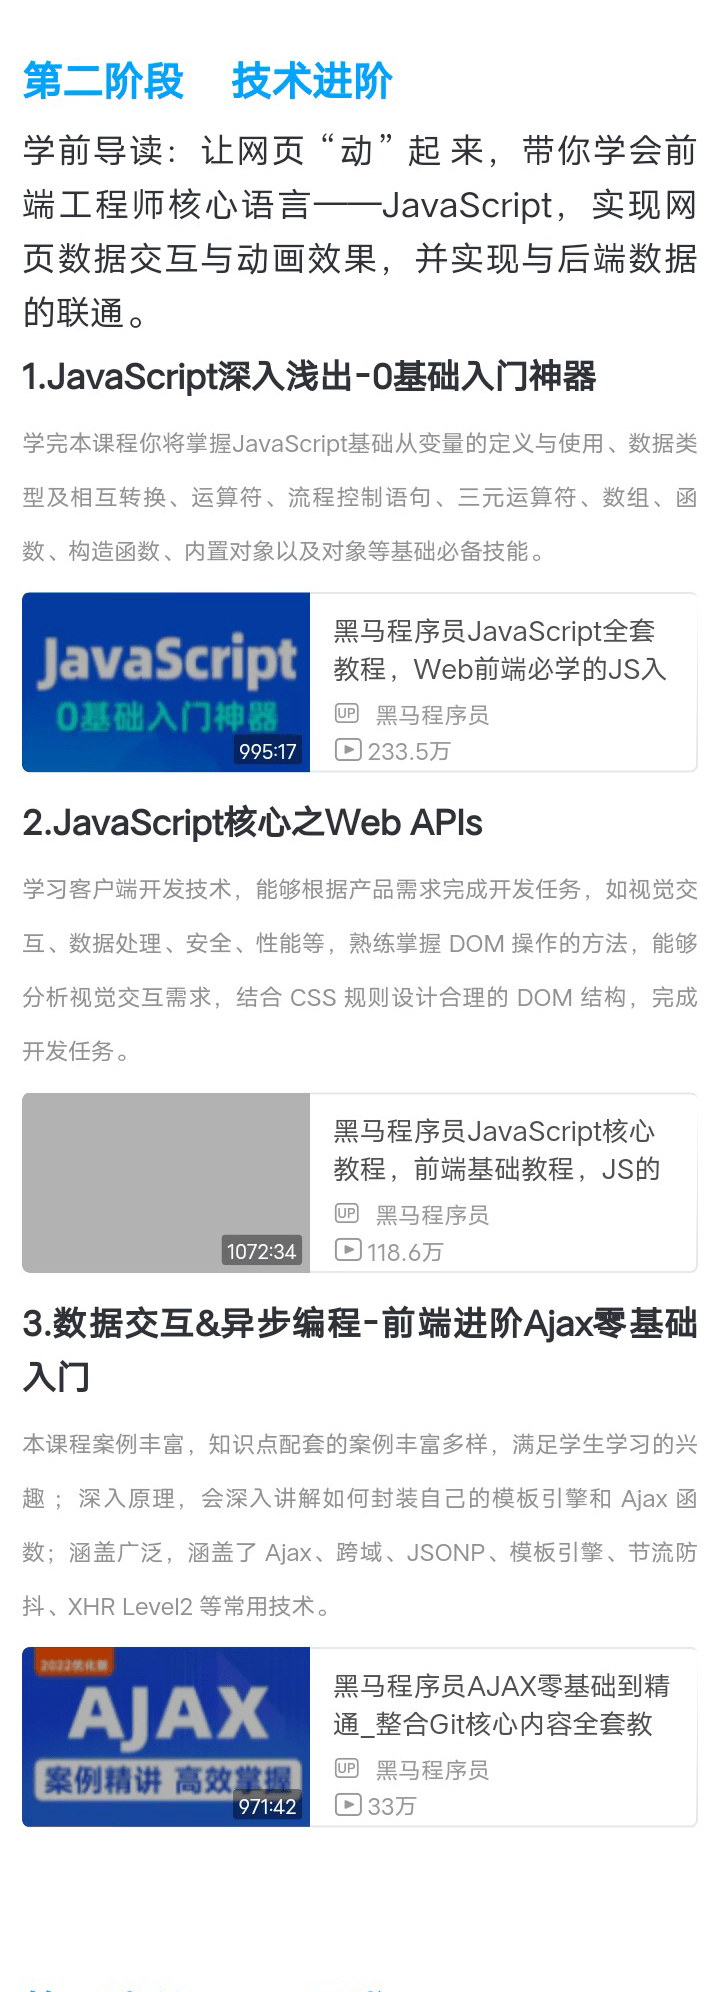 第二阶段 技术进阶
学前导读：让网页“动”起来，带你学会前
端工程师核心语言——JavaScript，实现网
页数据交互与动画效果，并实现与后端数据
的联通。
1.JavaScript深入浅出-0基础入门神器
学完本课程你将掌握JavaScript基础从变量的定义与使用、数据类
型及相互转换、运算符、流程控制语句、三元运算符、数组、函
数、构造函数、内置对象以及对象等基础必备技能。
JavaScript
0基础入门神器
995:17
黑马程序员JavaScript全套
教程，Web前端必学的JS入
UP 黑马程序员
233.5万
2.JavaScript核心之Web APIs
学习客户端开发技术，能够根据产品需求完成开发任务，如视觉交
互、数据处理、安全、性能等，熟练掌握 DOM 操作的方法，能够
分析视觉交互需求，结合 CSS 规则设计合理的 DOM 结构，完成
开发任务。
1072:34
黑马程序员JavaScript核心
教程，前端基础教程，JS的
UP 黑马程序员
118.6万
3.数据交互&异步编程-前端进阶Ajax零基础
入门
本课程案例丰富，知识点配套的案例丰富多样，满足学生学习的兴
趣 ；深入原理，会深入讲解如何封装自己的模板引擎和 Ajax 函
数；涵盖广泛，涵盖了 Ajax、跨域、JSONP、模板引擎、节流防
抖、XHR Level2 等常用技术。
2022优化版
AJAX
案例精讲 高效掌握
971:42
黑马程序员AJAX零基础到精
通_整合Git核心内容全套教
UP 黑马程序员
33万